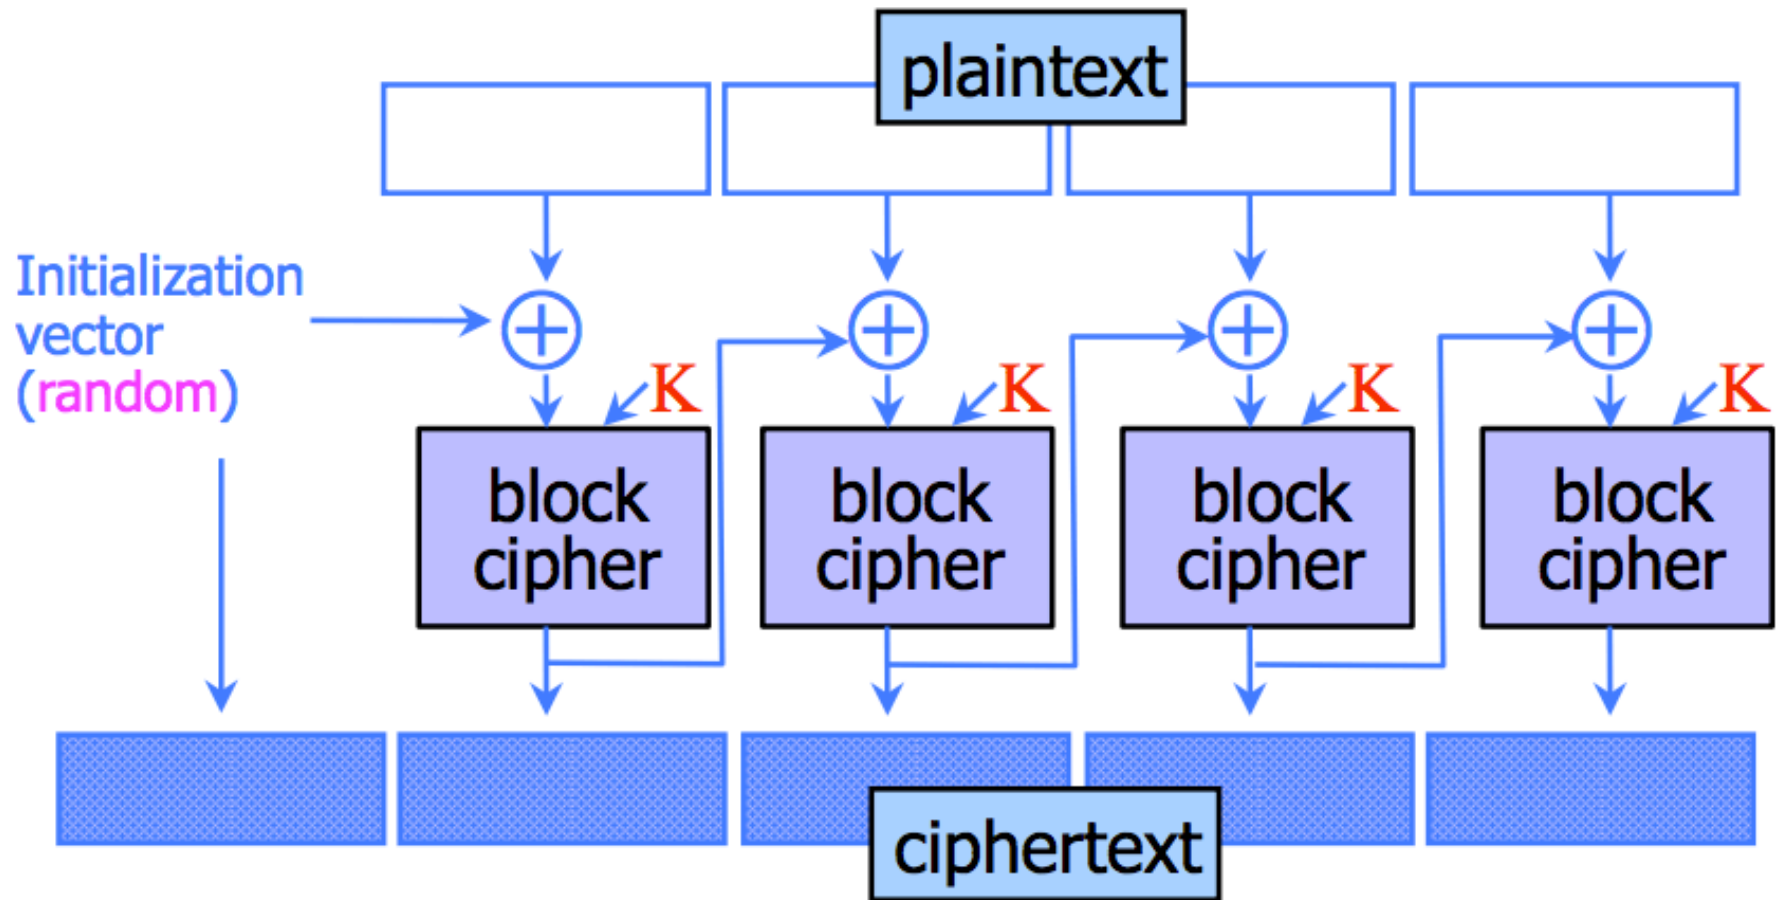 plaintext
Initialization
vector
(random)
K
K
K
K
block
cipher
block
cipher
block
cipher
block
cipher
ciphertext